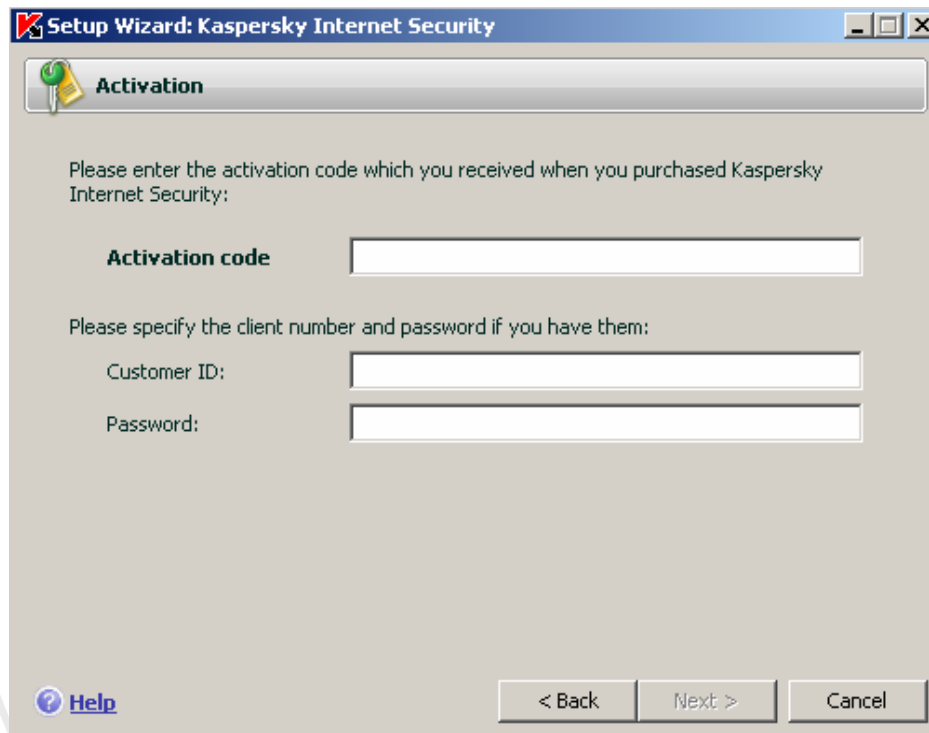 Setup Wizard: Kaspersky Internet Security
Activation
Please enter the activation code which you received when you purchased Kaspersky
Internet Security:
Activation code
Please specify the client number and password if you have them:
Customer ID:
Password:
Help
< Back
Next >
Cancel